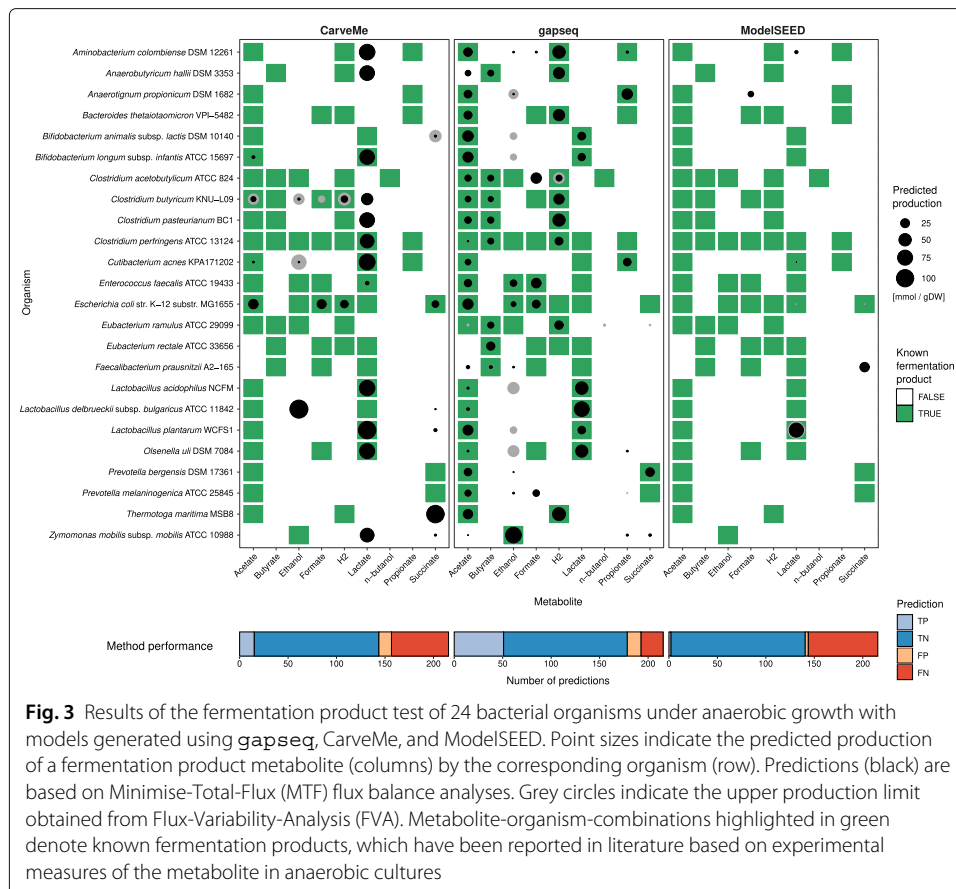 CarveMe
gapseq
ModelSEED
Organism
Aminobacterium colombiense DSM 12261
Anaerobutyricum hallii DSM 3353
Anaerotignum propionicum DSM 1682
Bacteroides thetaiotaomicron VPI−5482
Bifidobacterium animalis subsp. lactis DSM 10140
Bifidobacterium longum subsp. infantis ATCC 15697
Clostridium acetobutylicum ATCC 824
Clostridium butyricum KNU−L09
Clostridium pasteurianum BC1
Clostridium perfringens ATCC 13124
Cutibacterium acnes KPA171202
Enterococcus faecalis ATCC 19433
Escherichia coli str. K−12 substr. MG1655
Eubacterium ramulus ATCC 29099
Eubacterium rectale ATCC 33656
Faecalibacterium prausnitzii A2−165
Lactobacillus acidophilus NCFM
Lactobacillus delbrueckii subsp. bulgaricus ATCC 11842
Lactobacillus plantarum WCFS1
Olsenella uli DSM 7084
Prevotella bergensis DSM 17361
Prevotella melaninogenica ATCC 25845
Thermotoga maritima MSB8
Zymomonas mobilis subsp. mobilis ATCC 10988
Acetate Butyrate Ethanol Formate H2 Lactate n−butanol Propionate Succinate
Acetate Butyrate Ethanol Formate H2 Lactate n−butanol Propionate Succinate
Acetate Butyrate Ethanol Formate H2 Lactate n−butanol Propionate Succinate
Metabolite
Predicted
production
25
50
75
100
[mmol / gDW]
Known
fermentation
product
FALSE
TRUE
Method performance
0 50 100 150 200
0 50 100 150 200
0 50 100 150 200
Number of predictions
Prediction
TP
TN
FP
FN
Fig. 3 Results of the fermentation product test of 24 bacterial organisms under anaerobic growth with
models generated using gapseq, CarveMe, and ModelSEED. Point sizes indicate the predicted production
of a fermentation product metabolite (columns) by the corresponding organism (row). Predictions (black) are
based on Minimise-Total-Flux (MTF) flux balance analyses. Grey circles indicate the upper production limit
obtained from Flux-Variability-Analysis (FVA). Metabolite-organism-combinations highlighted in green
denote known fermentation products, which have been reported in literature based on experimental
measures of the metabolite in anaerobic cultures